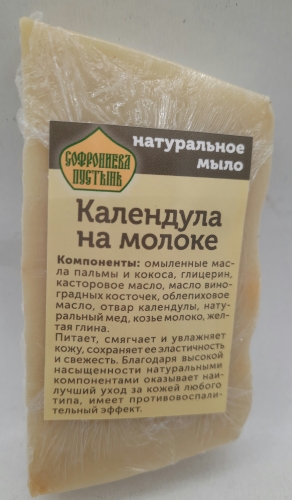 СОФРОНИЕВА
ПУСТЫНЬ
натуральное
мыло
Календула
на молоке
Компоненты: омыленные мас-
ла пальмы и кокоса, глицерин,
касторовое масло, масло вино-
градных косточек, облепиховое
масло, отвар календулы, нату-
ральный мед, козье молоко, жел-
тая глина.
Питает, смягчает и увлажняет
кожу, сохраняет ее эластичность
и свежесть. Благодаря высокой
насыщенности натуральными
компонентами оказывает наи-
лучший уход за кожей любого
типа, имеет противовоспали-
тельный эффект.